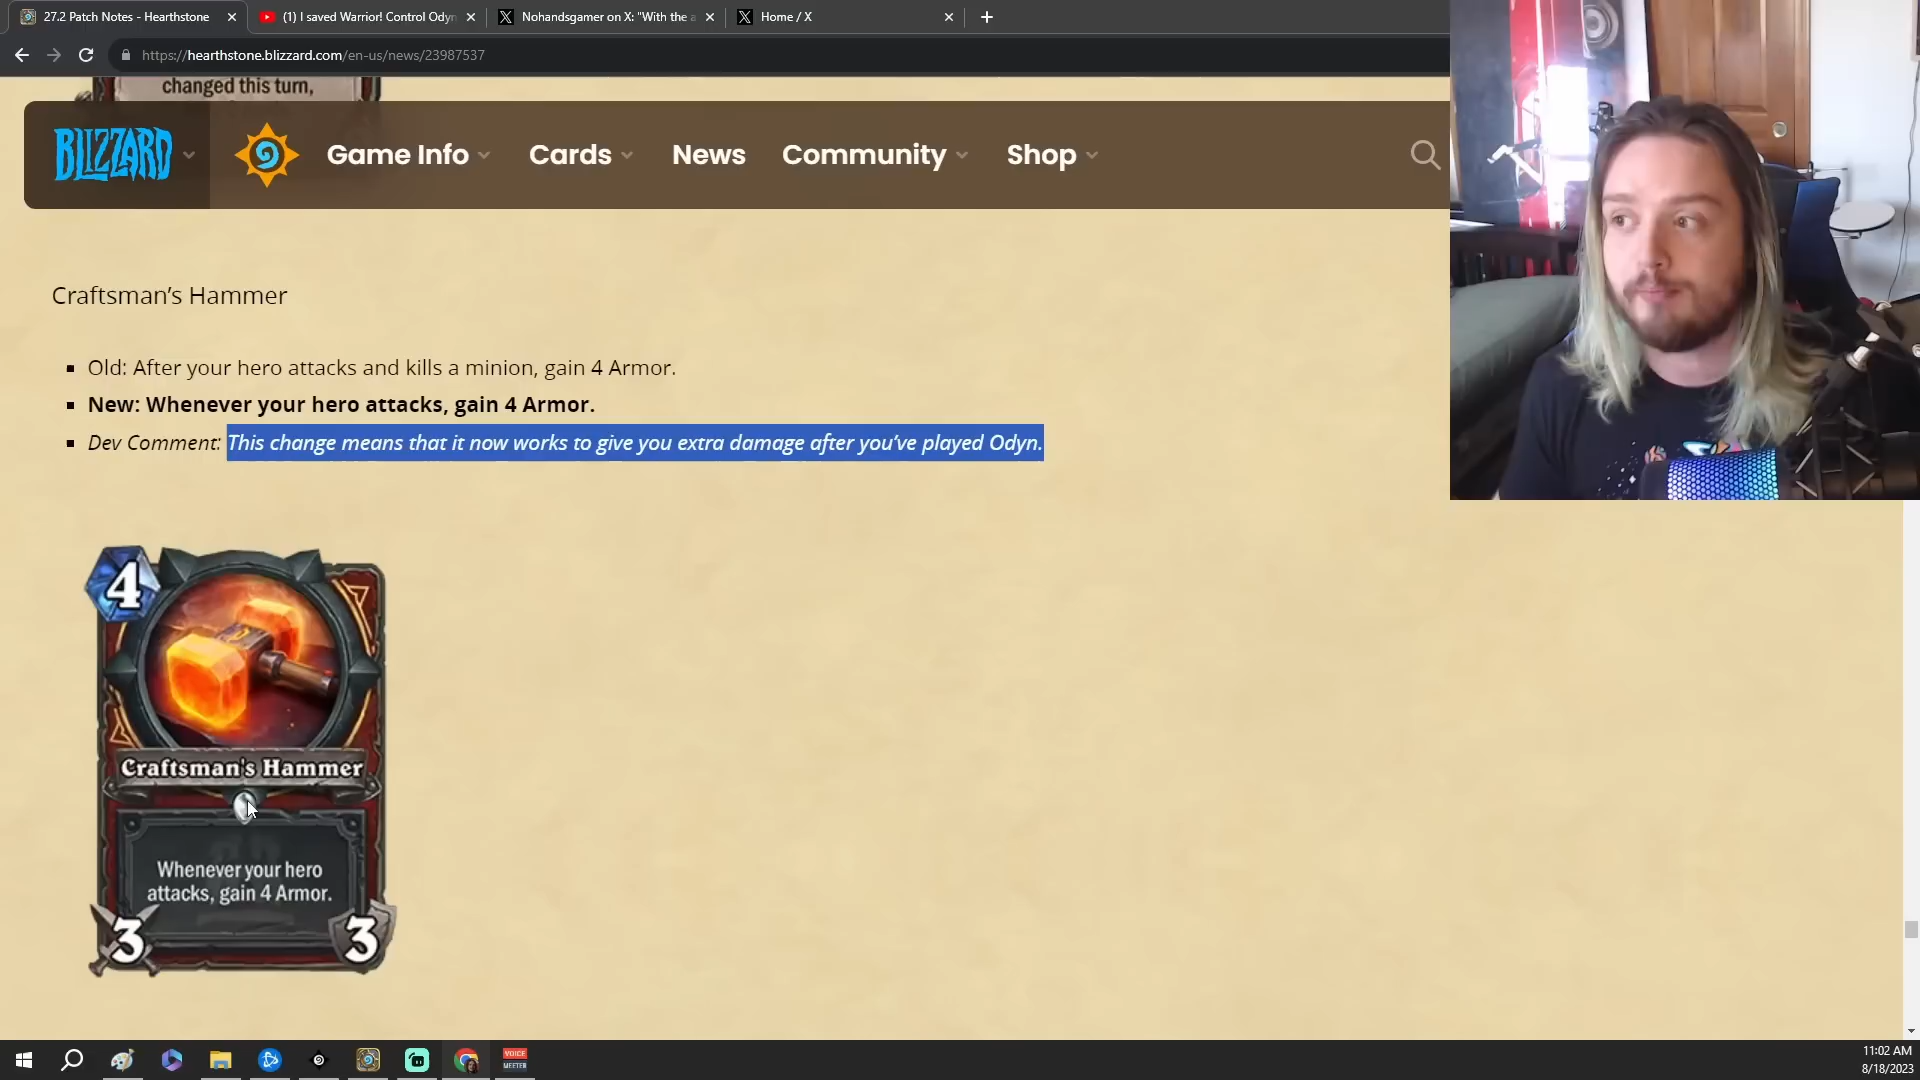 27.2 Patch Notes - Hearthstone
(1) I saved Warrior! Control Odyn
Nohandsgamer on X: "With the a
Home / X
https://hearthstone.blizzard.com/en-us/news/23987537
changed this turn,
BLIZZARD
Game Info
Cards
News
Community
Shop
Craftsman's Hammer
Old: After your hero attacks and kills a minion, gain 4 Armor.
New: Whenever your hero attacks, gain 4 Armor.
Dev Comment: This change means that it now works to give you extra damage after you've played Odyn.
4
Craftsman's Hammer
Whenever your hero
attacks, gain 4 Armor.
3
3
VOICE
MEETER
11:02 AM
8/18/2023